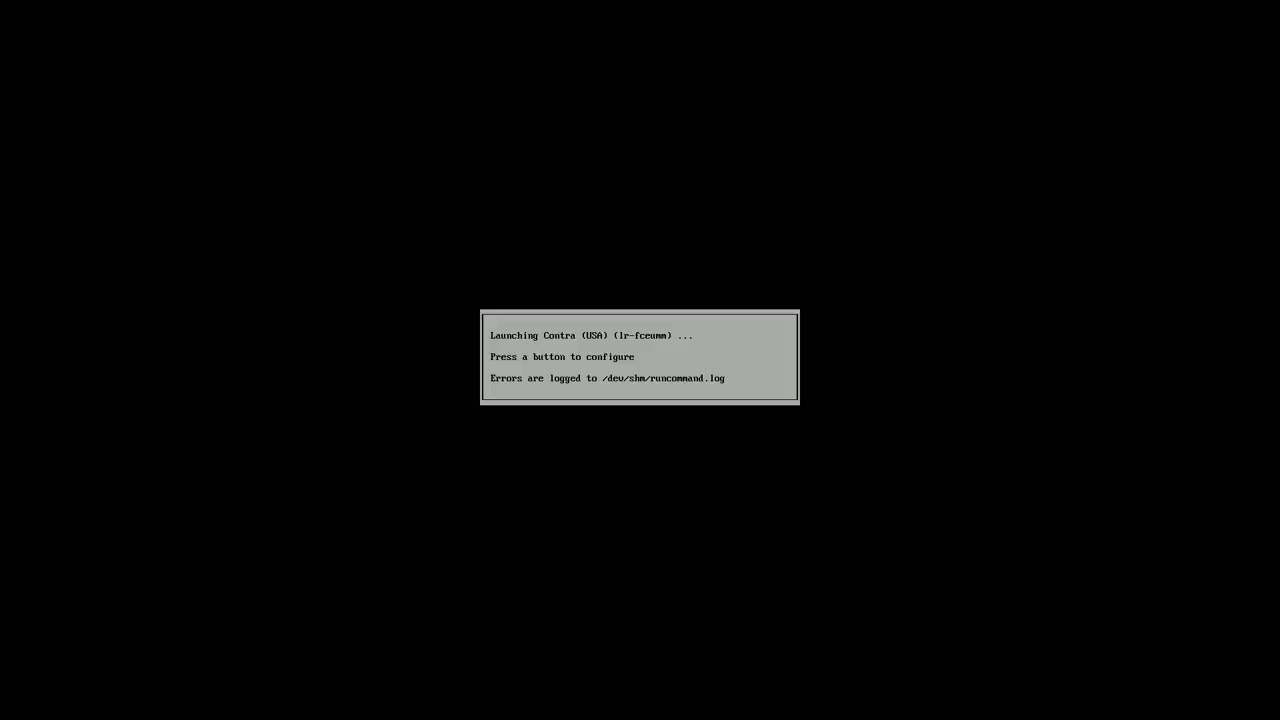 Launching Contra (USA) (lr-fceumm) ...
Press a button to configure
Errors are logged to /dev/shm/runcommand.log